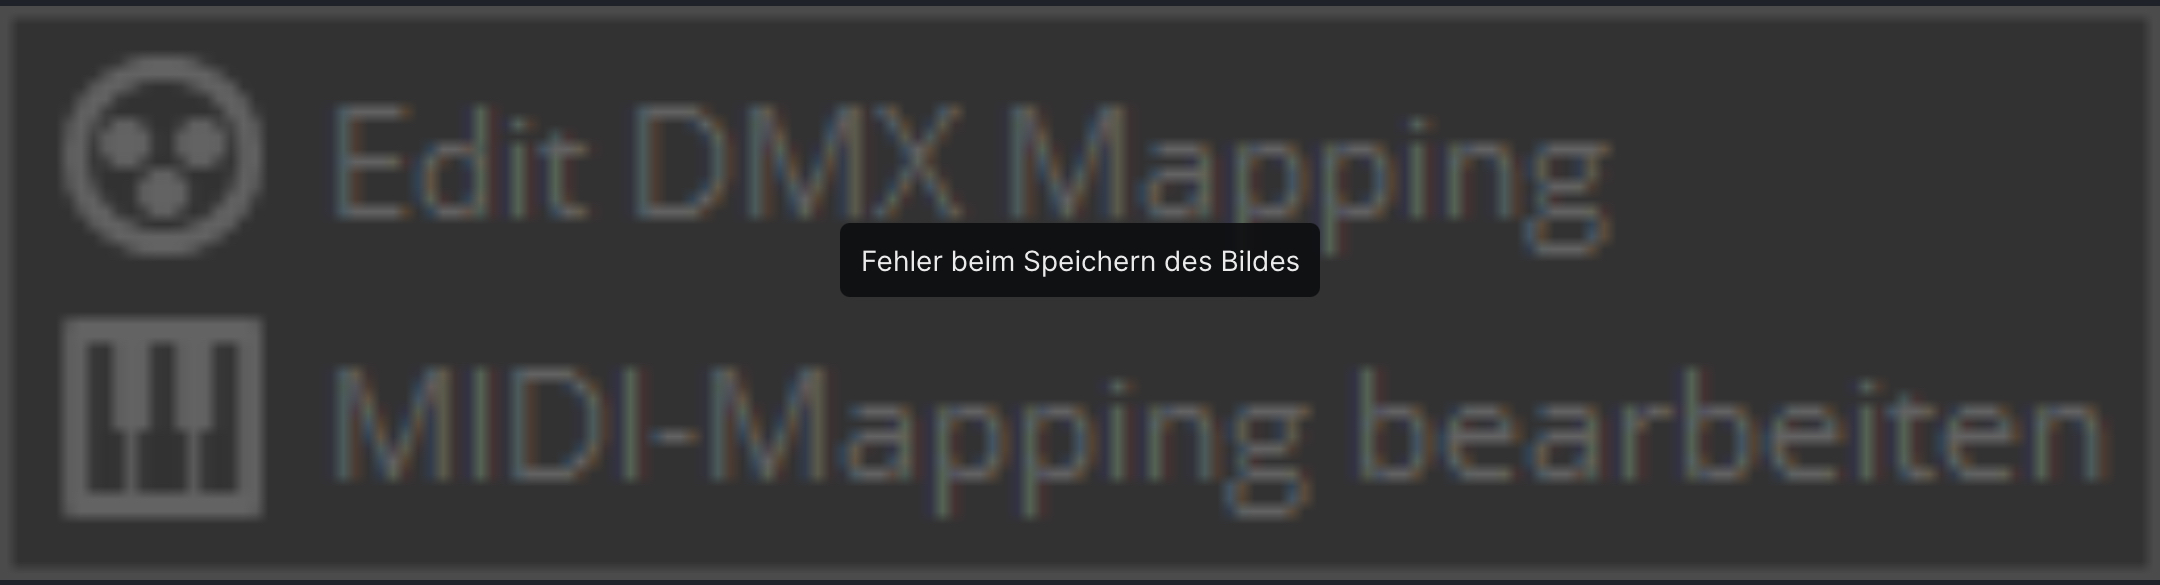 Edit DMX Mapping
Fehler beim Speichern des Bildes
MIDI-Mapping bearbeiten